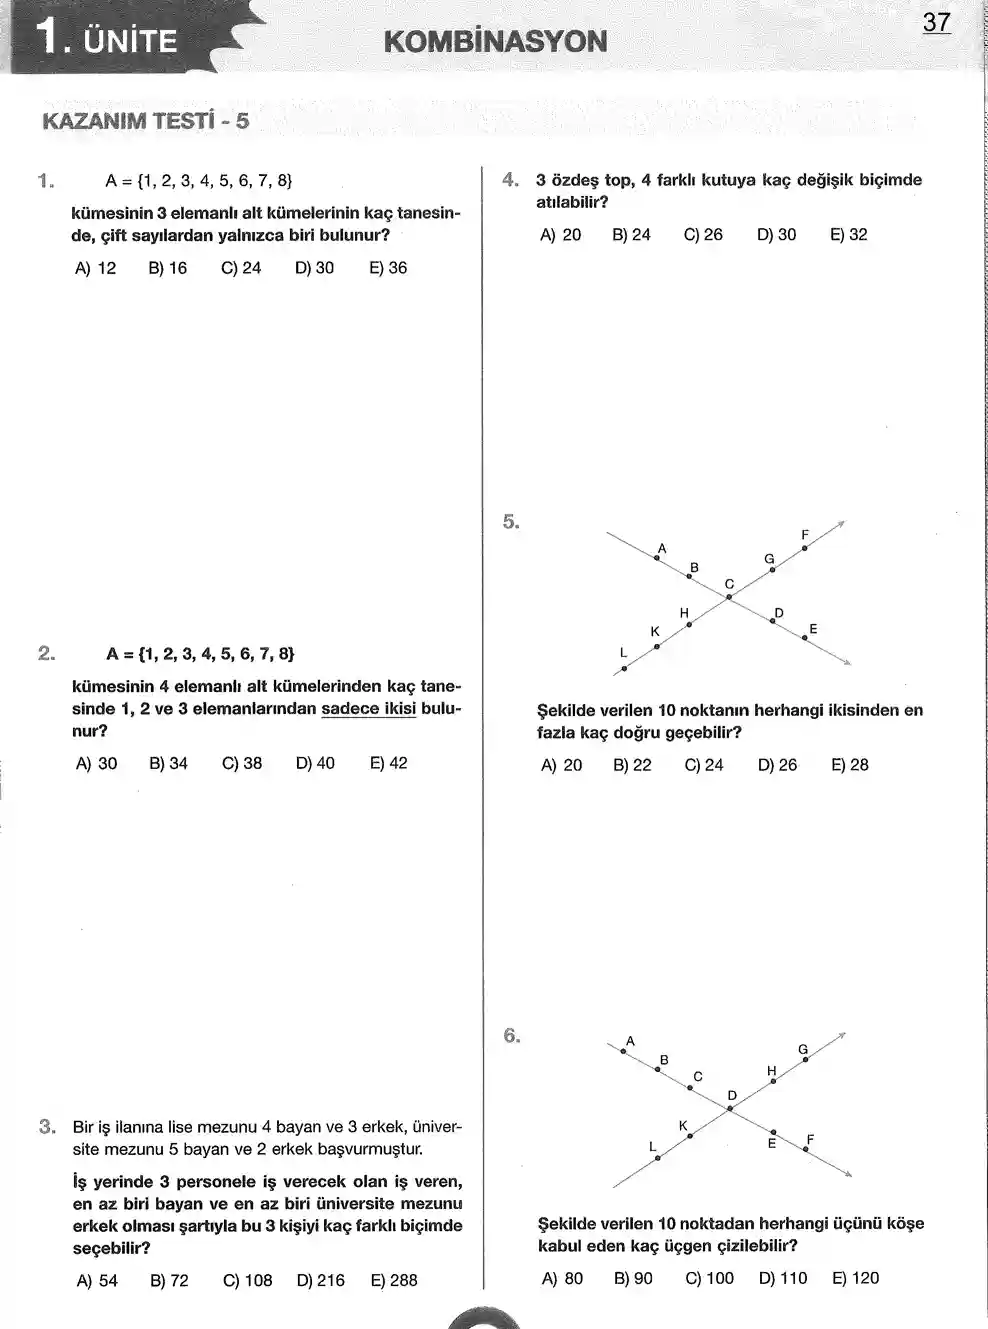 1. ÜNİTE
KOMBİNASYON
37
KAZANIM TESTİ - 5
1. A = {1, 2, 3, 4, 5, 6, 7, 8}
kümesinin 3 elemanlı alt kümelerinin kaç tanesin-
de, çift sayılardan yalnızca biri bulunur?
A) 12 B) 16 C) 24 D) 30 E) 36
2. A = {1, 2, 3, 4, 5, 6, 7, 8}
kümesinin 4 elemanlı alt kümelerinden kaç tane-
sinde 1, 2 ve 3 elemanlarından sadece ikisi bulu-
nur?
A) 30 B) 34 C) 38 D) 40 E) 42
3. Bir iş ilanına lise mezunu 4 bayan ve 3 erkek, üniver-
site mezunu 5 bayan ve 2 erkek başvurmuştur.
İş yerinde 3 personele iş verecek olan iş veren,
en az biri bayan ve en az biri üniversite mezunu
erkek olması şartıyla bu 3 kişiyi kaç farklı biçimde
seçebilir?
A) 54 B) 72 C) 108 D) 216 E) 288
4. 3 özdeş top, 4 farklı kutuya kaç değişik biçimde
atılabilir?
A) 20 B) 24 C) 26 D) 30 E) 32
5.
F
A
G
B
C
H
D
K
E
L
Şekilde verilen 10 noktanın herhangi ikisinden en
fazla kaç doğru geçebilir?
A) 20 B) 22 C) 24 D) 26 E) 28
6.
A
G
B
H
C
D
K
L
E
F
Şekilde verilen 10 noktadan herhangi üçünü köşe
kabul eden kaç üçgen çizilebilir?
A) 80 B) 90 C) 100 D) 110 E) 120